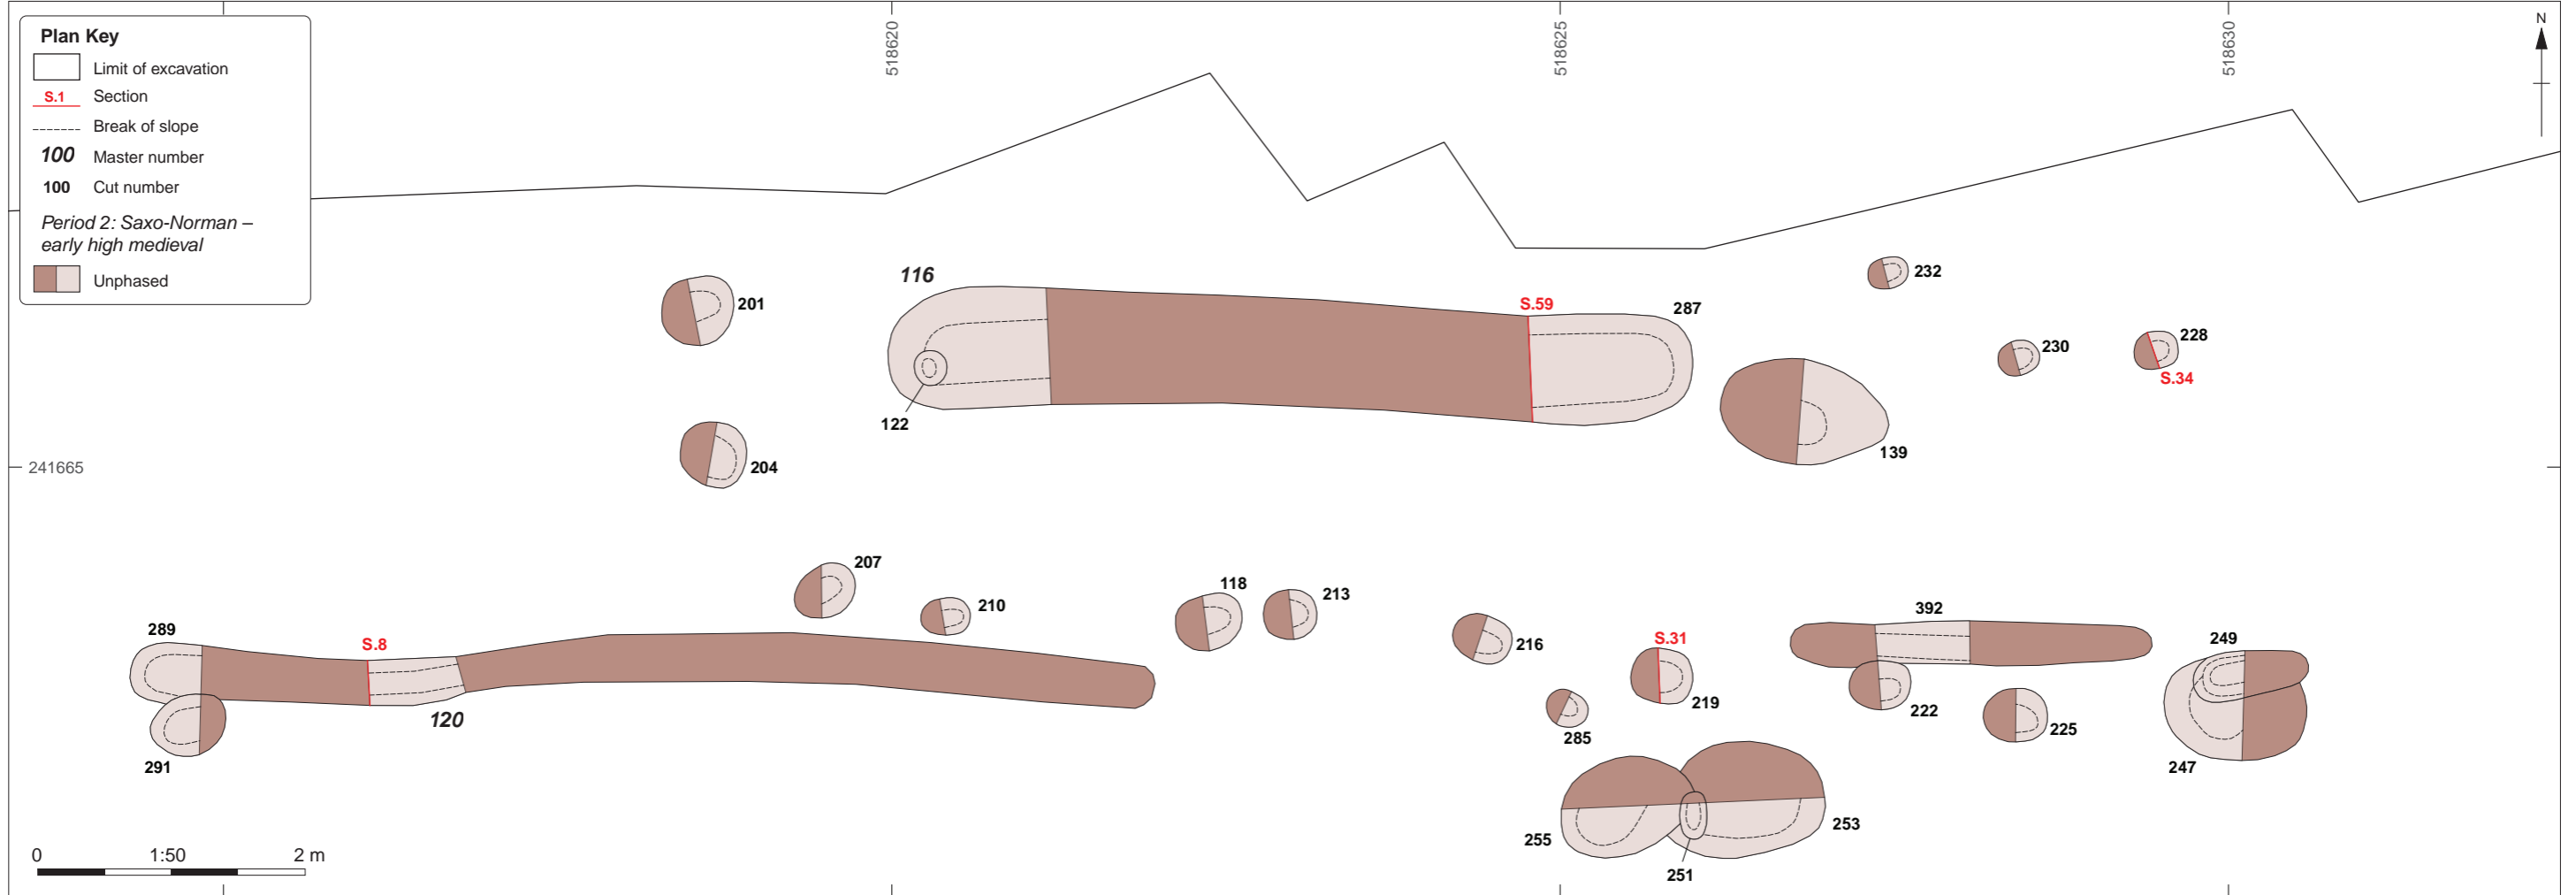 Plan Key
Limit of excavation
S.1 Section
Break of slope
100 Master number
100 Cut number
Period 2: Saxo-Norman –
early high medieval
Unphased
518620
518625
518630
N
241665
116
S.59
287
201
122
204
139
232
230
228
S.34
207
210
118
213
216
S.31
219
285
392
222
225
249
247
289
S.8
120
291
255
253
251
0 1:50 2 m